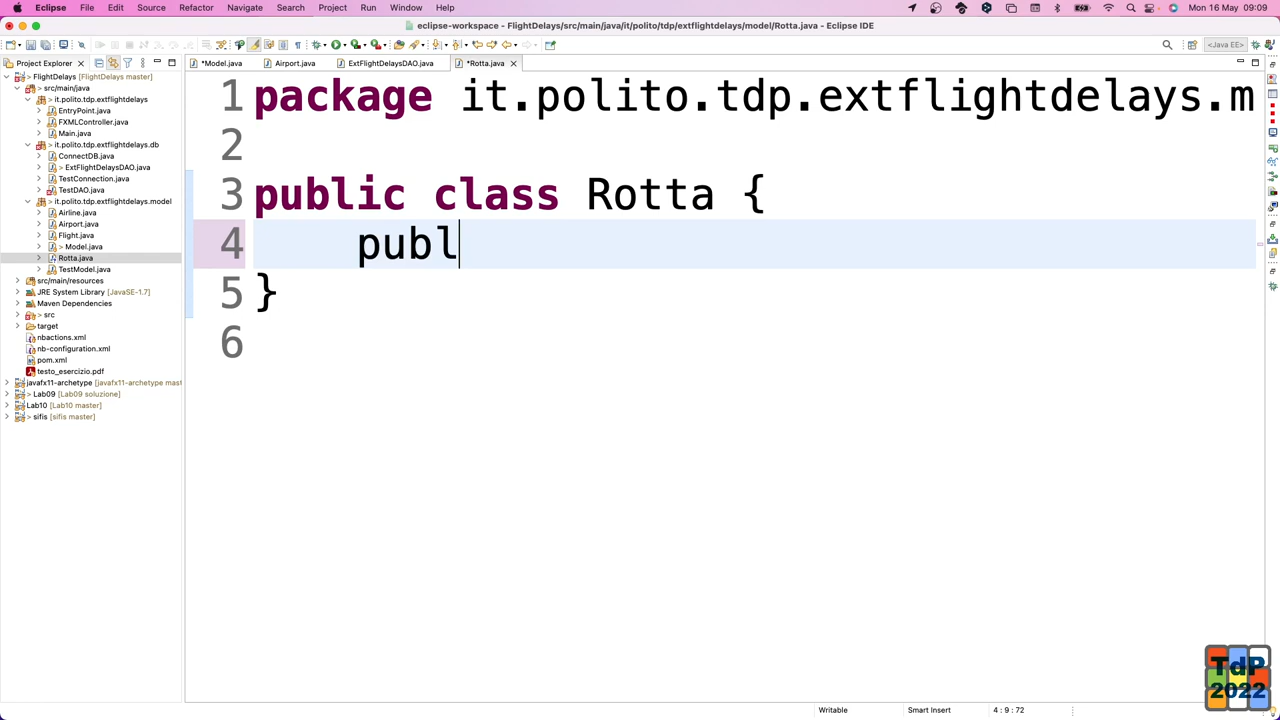 Eclipse File Edit Source Refactor Navigate Search Project Run Window Help Mon 16 May 09:09
eclipse-workspace - FlightDelays/src/main/java/it/polito/tdp/extflightdelays/model/Rotta.java - Eclipse IDE
<Java EE>
Project Explorer
*Model.java
Airport.java
ExtFlightDelaysDAO.java
*Rotta.java
FlightDelays [FlightDelays master]
src/main/java
it.polito.tdp.extflightdelays
EntryPoint.java
FXMLController.java
Main.java
it.polito.tdp.extflightdelays.db
ConnectDB.java
> ExtFlightDelaysDAO.java
TestConnection.java
TestDAO.java
it.polito.tdp.extflightdelays.model
Airline.java
Airport.java
Flight.java
> Model.java
Rotta.java
TestModel.java
src/main/resources
JRE System Library [JavaSE-1.7]
Maven Dependencies
> src
target
nbactions.xml
nb-configuration.xml
pom.xml
testo_esercizio.pdf
javafx11-archetype [javafx11-archetype mast
> Lab09 [Lab09 soluzione]
Lab10 [Lab10 master]
> sifis [sifis master]
1 package it.polito.tdp.extflightdelays.m
2
3 public class Rotta {
4 publ
5 }
6
Writable
Smart Insert
4 : 9 : 72
TdP
2022